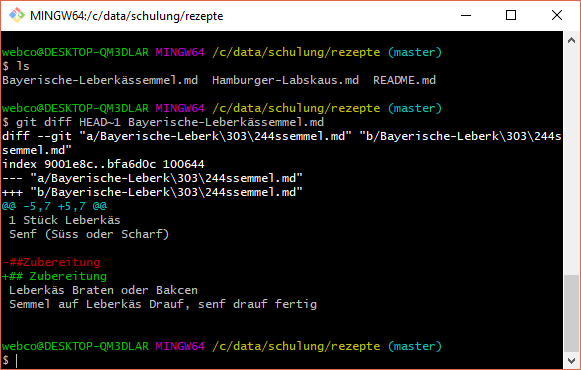 MINGW64:/c/data/schulung/rezepte
webco@DESKTOP-QM3DLAR MINGW64 /c/data/schulung/rezepte (master)
$ ls
Bayerische-Leberkässemmel.md  Hamburger-Labskaus.md  README.md
webco@DESKTOP-QM3DLAR MINGW64 /c/data/schulung/rezepte (master)
$ git diff HEAD~1 Bayerische-Leberkässemmel.md
diff --git "a/Bayerische-Leberk\303\244ssemmel.md" "b/Bayerische-Leberk\303\244s
semmel.md"
index 9001e8c..bfa6d0c 100644
--- "a/Bayerische-Leberk\303\244ssemmel.md"
+++ "b/Bayerische-Leberk\303\244ssemmel.md"
@@ -5,7 +5,7 @@
 1 Stück Leberkäs
 Senf (Süss oder Scharf)
-##Zubereitung
+## Zubereitung
 Leberkäs Braten oder Bakcen
 Semmel auf Leberkäs Drauf, senf drauf fertig
webco@DESKTOP-QM3DLAR MINGW64 /c/data/schulung/rezepte (master)
$